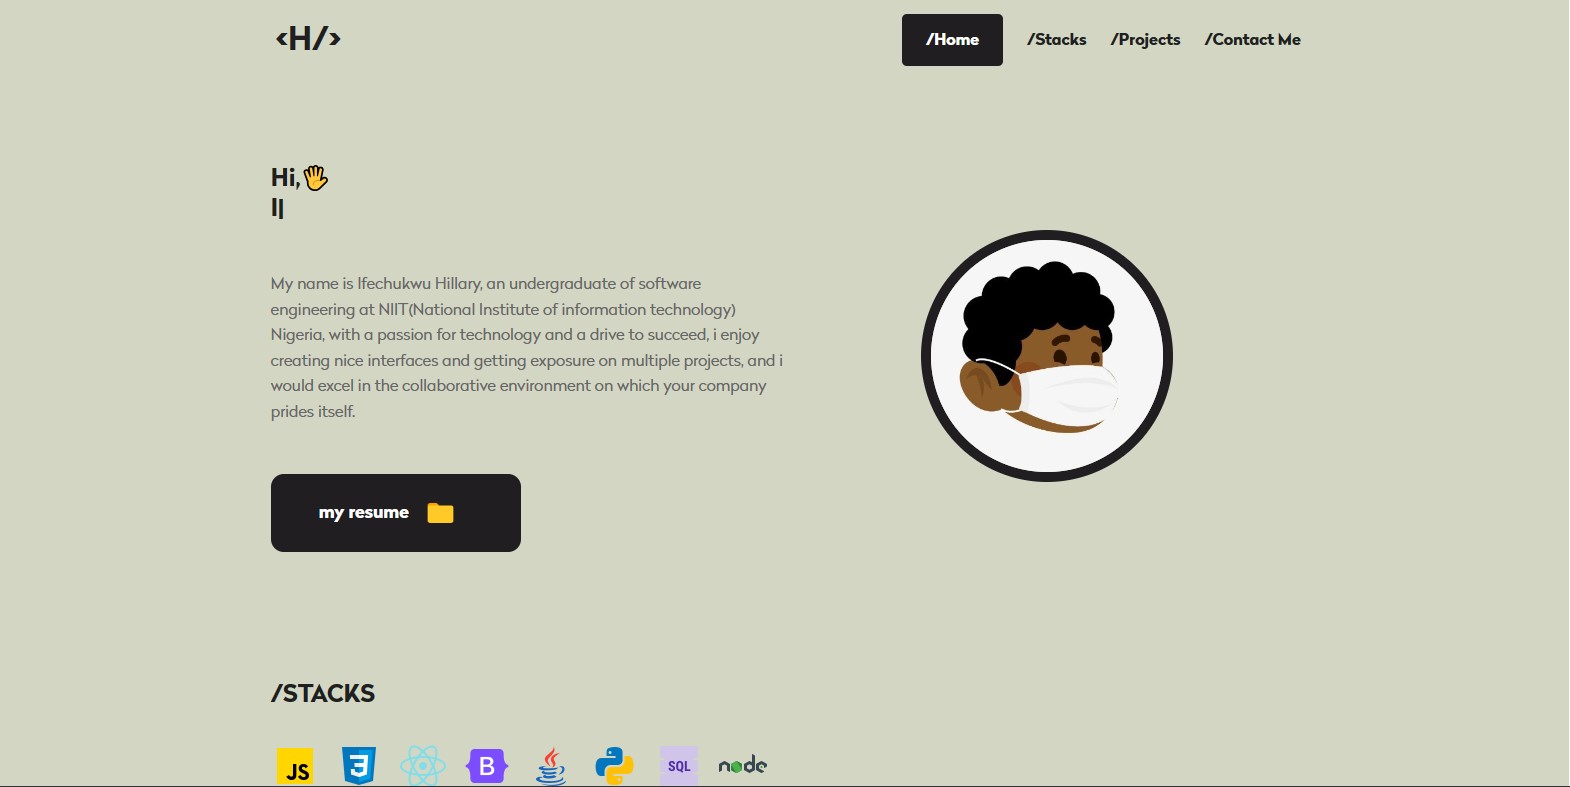 <H/>
/Home /Stacks /Projects /Contact Me
Hi,🖐
I|
My name is Ifechukwu Hillary, an undergraduate of software
engineering at NIIT(National Institute of information technology)
Nigeria, with a passion for technology and a drive to succeed, i enjoy
creating nice interfaces and getting exposure on multiple projects, and i
would excel in the collaborative environment on which your company
prides itself.
my resume
/STACKS
JS 3 B SQL node